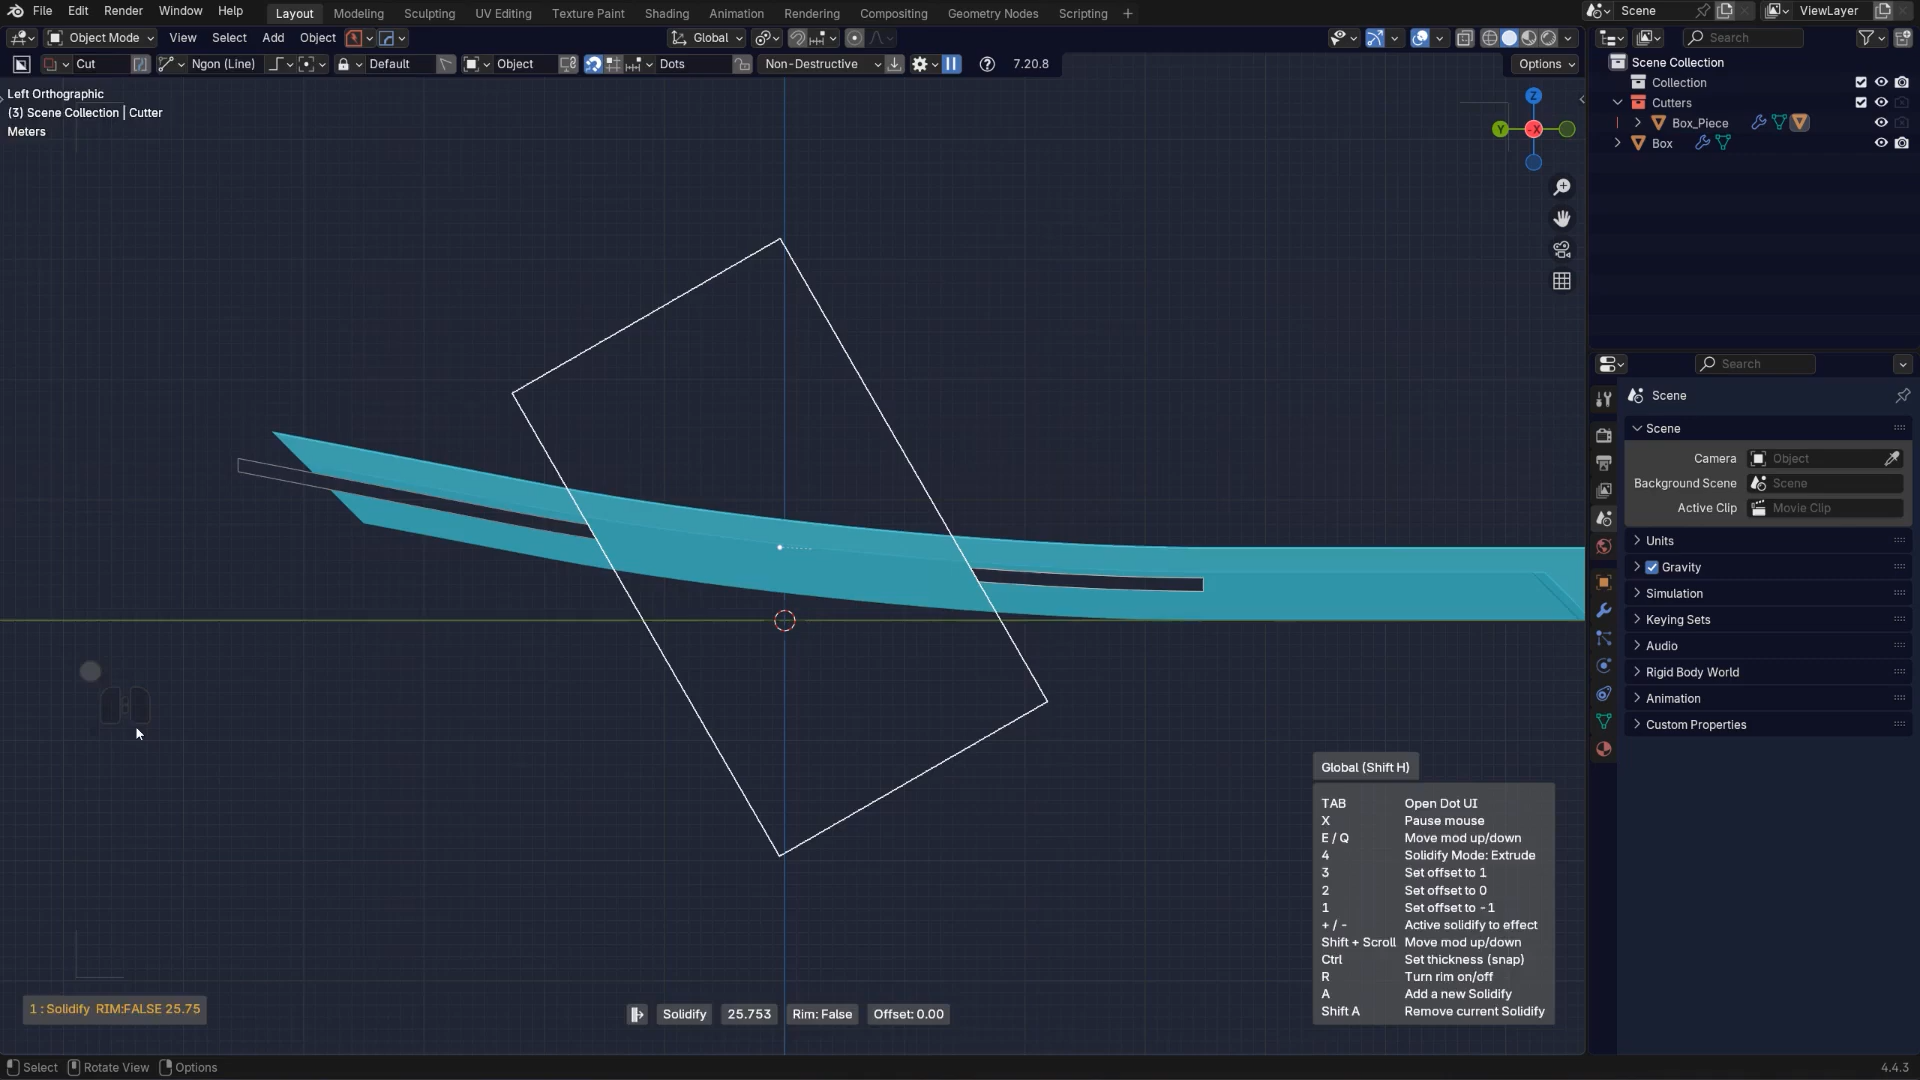 File Edit Render Window Help Layout Modeling Sculpting UV Editing Texture Paint Shading Animation Rendering Compositing Geometry Nodes Scripting + Scene ViewLayer
Object Mode View Select Add Object Global Search
Cut Ngon (Line) Default Object Dots Non-Destructive 7.20.8 Options
Left Orthographic
(3) Scene Collection | Cutter
Meters
Z
Y
-X
Scene Collection
Collection
Cutters
Box_Piece
Box
Search
Scene
Scene
Camera Object
Background Scene Scene
Active Clip Movie Clip
Units
Gravity
Simulation
Keying Sets
Audio
Rigid Body World
Animation
Custom Properties
Global (Shift H)
TAB Open Dot UI
X Pause mouse
E / Q Move mod up/down
4 Solidify Mode: Extrude
3 Set offset to 1
2 Set offset to 0
1 Set offset to -1
+ / - Active solidify to effect
Shift + Scroll Move mod up/down
Ctrl Set thickness (snap)
R Turn rim on/off
A Add a new Solidify
Shift A Remove current Solidify
1 : Solidify RIM:FALSE 25.75
Solidify 25.753 Rim: False Offset: 0.00
Select Rotate View Options 4.4.3